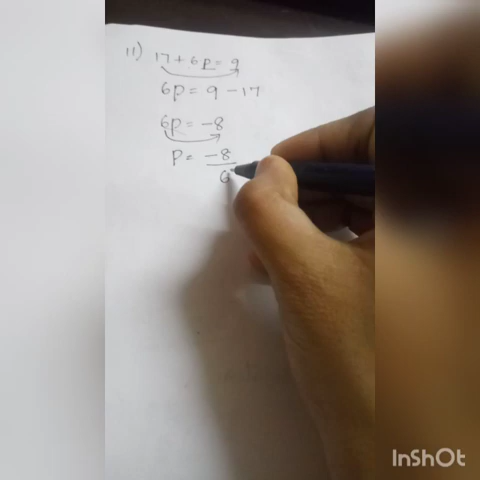 11) 17 + 6p = 9
6p = 9 - 17
6p = -8
p = -8/6
InShOt